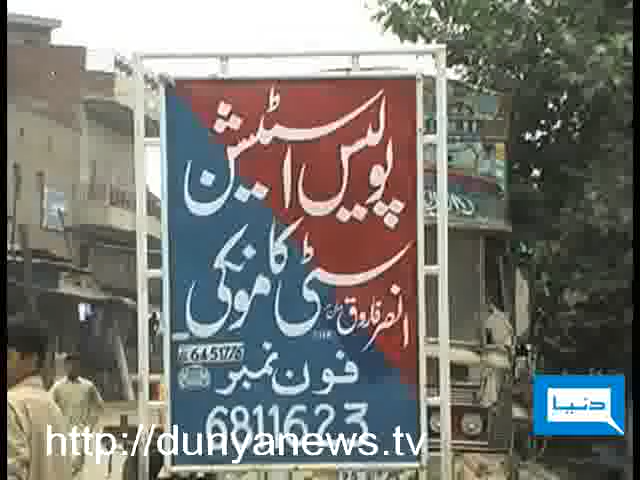 پولیس اسٹیشن
سٹی کامونکی
انصر فاروق
6451776
فون نمبر
6811623
دنیا
http://dunyanews.tv